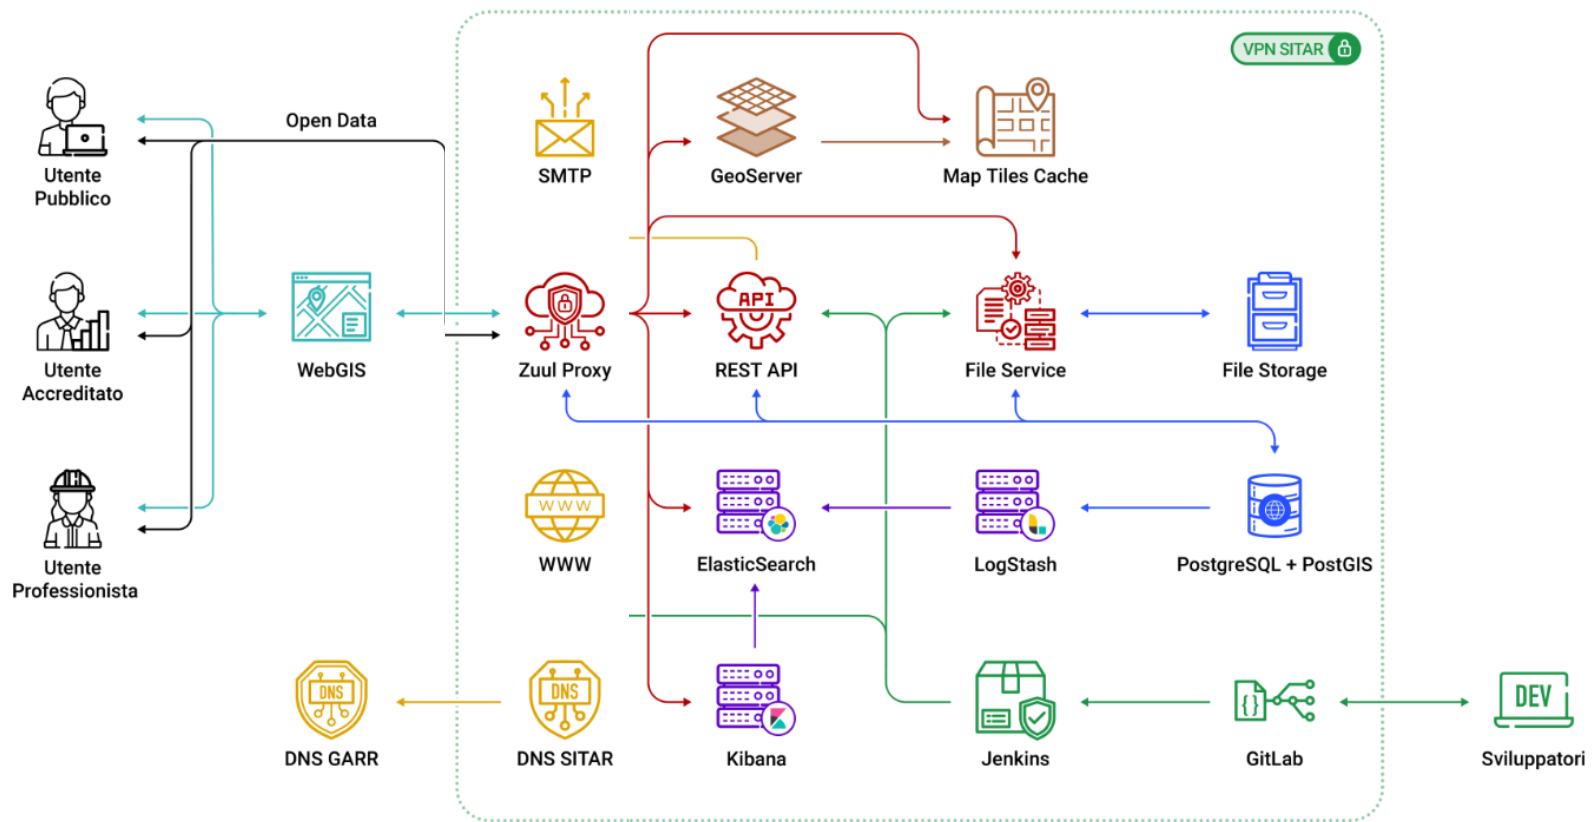 VPN SITAR
Open Data
Utente
Pubblico
SMTP
GeoServer
Map Tiles Cache
Utente
Accreditato
WebGIS
Zuul Proxy
API
REST API
File Service
File Storage
Utente
Professionista
WWW
WWW
ElasticSearch
LogStash
PostgreSQL + PostGIS
DNS
DNS GARR
DNS
DNS SITAR
Kibana
Jenkins
{}
GitLab
DEV
Sviluppatori